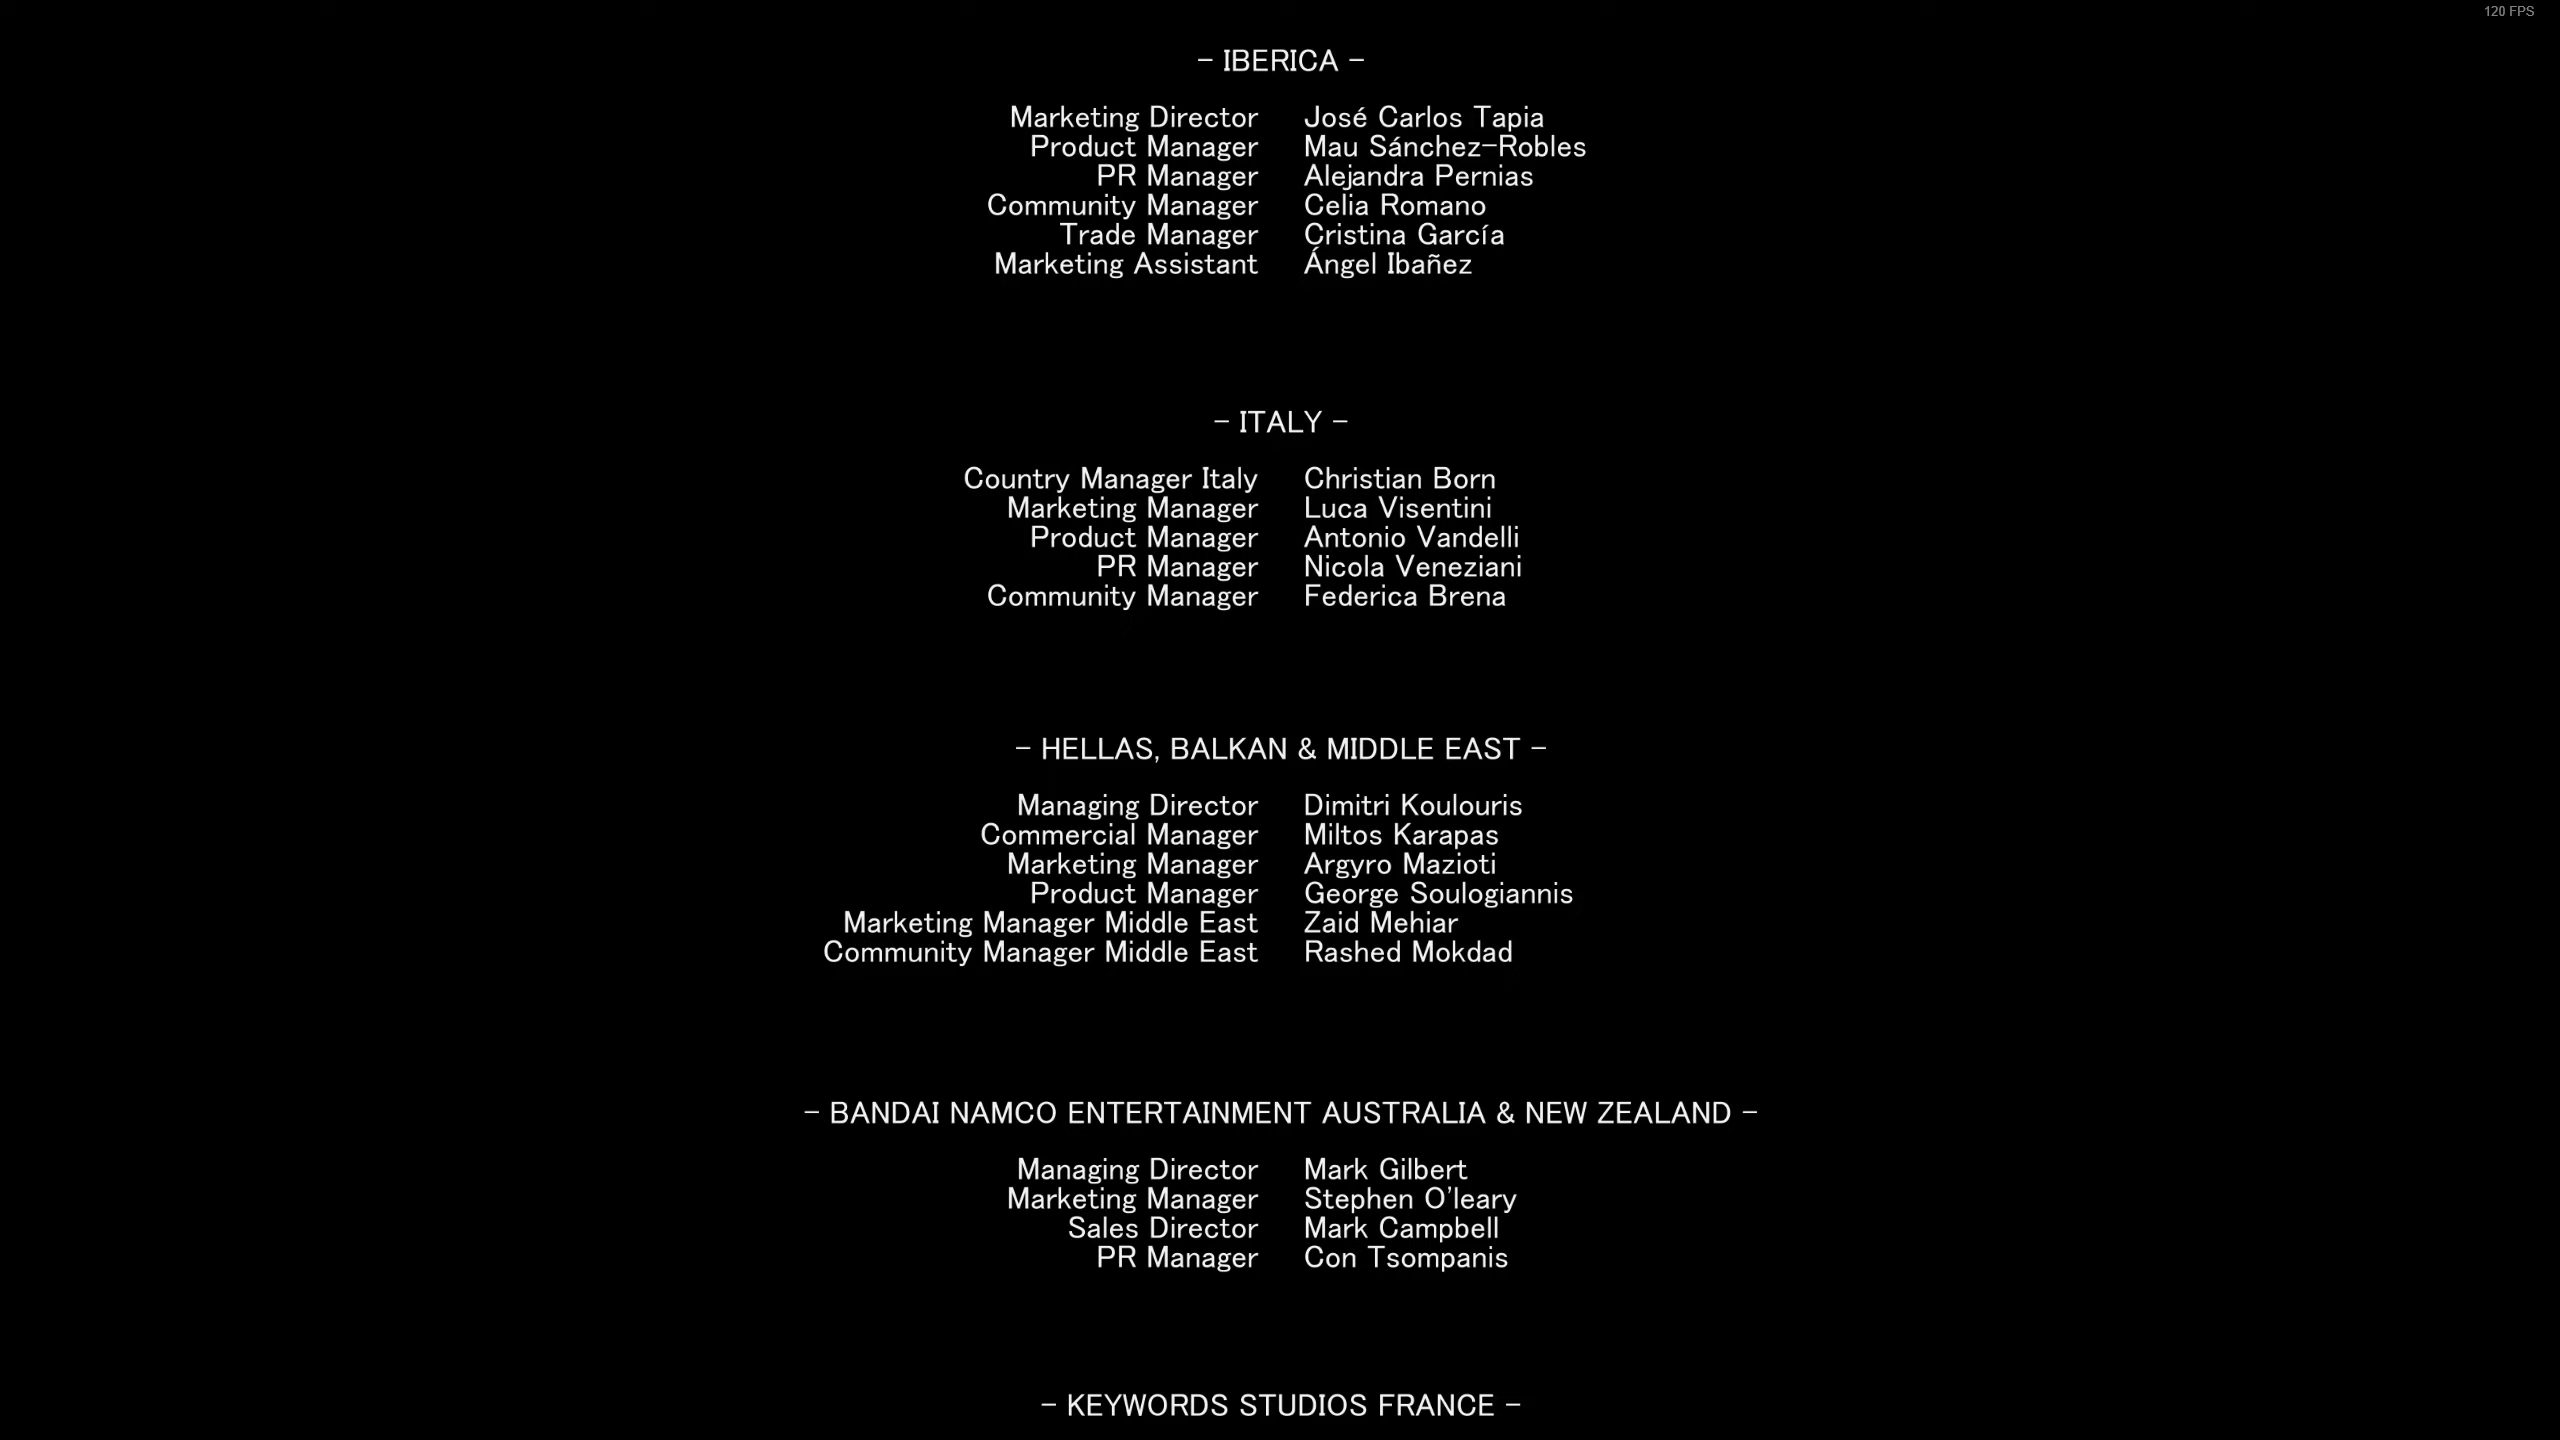 120 FPS
- IBERICA -
Marketing Director José Carlos Tapia
Product Manager Mau Sánchez-Robles
PR Manager Alejandra Pernias
Community Manager Celia Romano
Trade Manager Cristina García
Marketing Assistant Ángel Ibañez
- ITALY -
Country Manager Italy Christian Born
Marketing Manager Luca Visentini
Product Manager Antonio Vandelli
PR Manager Nicola Veneziani
Community Manager Federica Brena
- HELLAS, BALKAN & MIDDLE EAST -
Managing Director Dimitri Koulouris
Commercial Manager Miltos Karapas
Marketing Manager Argyro Mazioti
Product Manager George Soulogiannis
Marketing Manager Middle East Zaid Mehiar
Community Manager Middle East Rashed Mokdad
- BANDAI NAMCO ENTERTAINMENT AUSTRALIA & NEW ZEALAND -
Managing Director Mark Gilbert
Marketing Manager Stephen O'leary
Sales Director Mark Campbell
PR Manager Con Tsompanis
- KEYWORDS STUDIOS FRANCE -